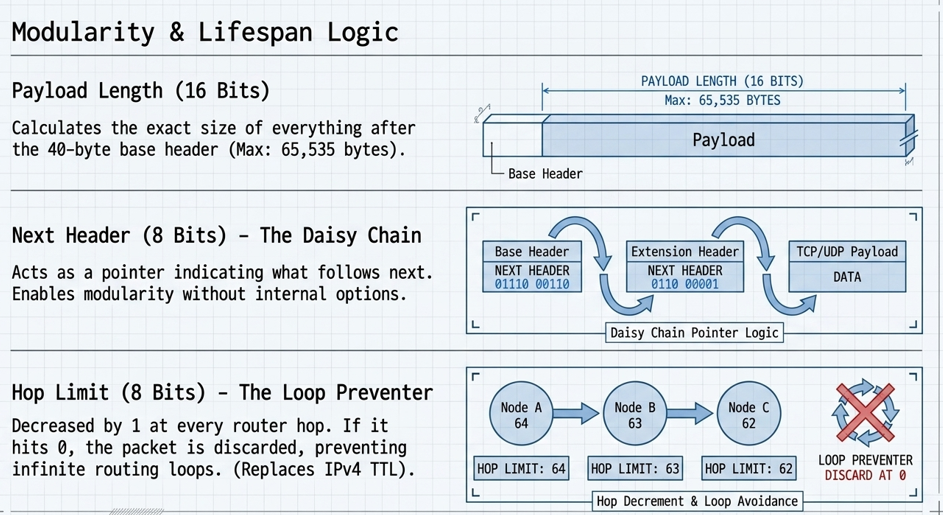 Modularity & Lifespan Logic
Payload Length (16 Bits)
Calculates the exact size of everything after
the 40-byte base header (Max: 65,535 bytes).
PAYLOAD LENGTH (16 BITS)
Max: 65,535 BYTES
Payload
Base Header
Next Header (8 Bits) – The Daisy Chain
Acts as a pointer indicating what follows next.
Enables modularity without internal options.
Base Header
NEXT HEADER
01110 00110
Extension Header
NEXT HEADER
0110 00001
TCP/UDP Payload
DATA
Daisy Chain Pointer Logic
Hop Limit (8 Bits) – The Loop Preventer
Decreased by 1 at every router hop. If it
hits 0, the packet is discarded, preventing
infinite routing loops. (Replaces IPv4 TTL).
Node A
64
Node B
63
Node C
62
HOP LIMIT: 64
HOP LIMIT: 63
HOP LIMIT: 62
LOOP PREVENTER
DISCARD AT 0
Hop Decrement & Loop Avoidance